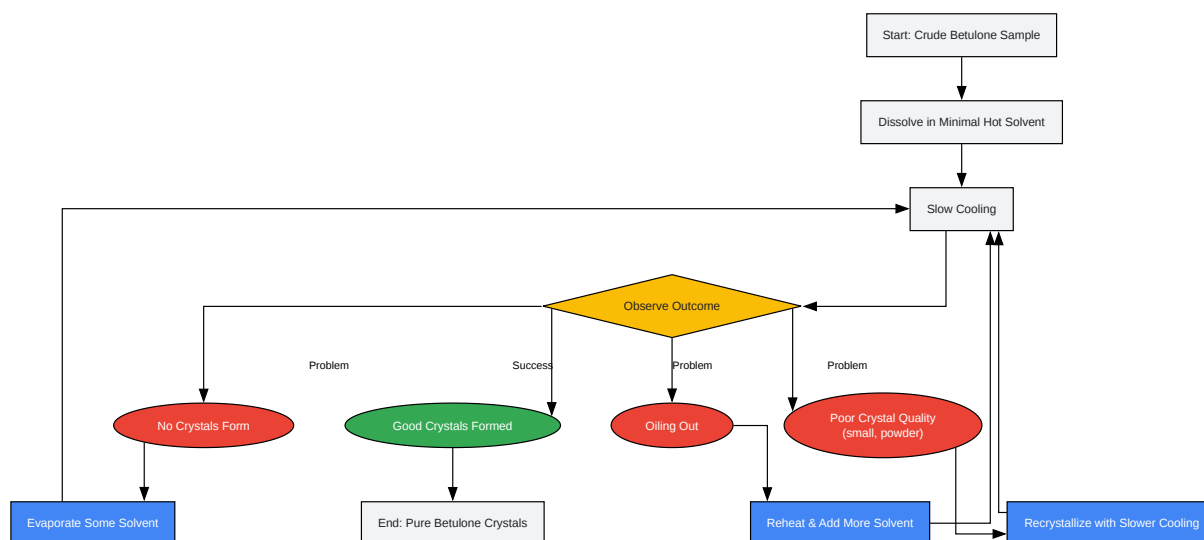 Start: Crude Betulone Sample
Dissolve in Minimal Hot Solvent
Slow Cooling
Observe Outcome
Problem
Success
Problem
Problem
No Crystals Form
Good Crystals Formed
Oiling Out
Poor Crystal Quality
(small, powder)
Evaporate Some Solvent
End: Pure Betulone Crystals
Reheat & Add More Solvent
Recrystallize with Slower Cooling